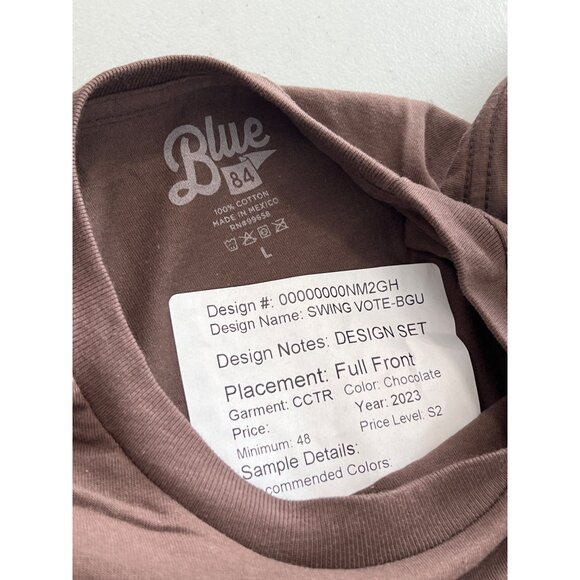 Blue
84
100% COTTON
MADE IN MEXICO
RN#99658
L
Design #: 00000000NM2GH
Design Name: SWING VOTE-BGU
Design Notes: DESIGN SET
Placement: Full Front
Garment: CCTR Color: Chocolate
Price: Year: 2023
Minimum: 48 Price Level: S2
Sample Details:
commended Colors: